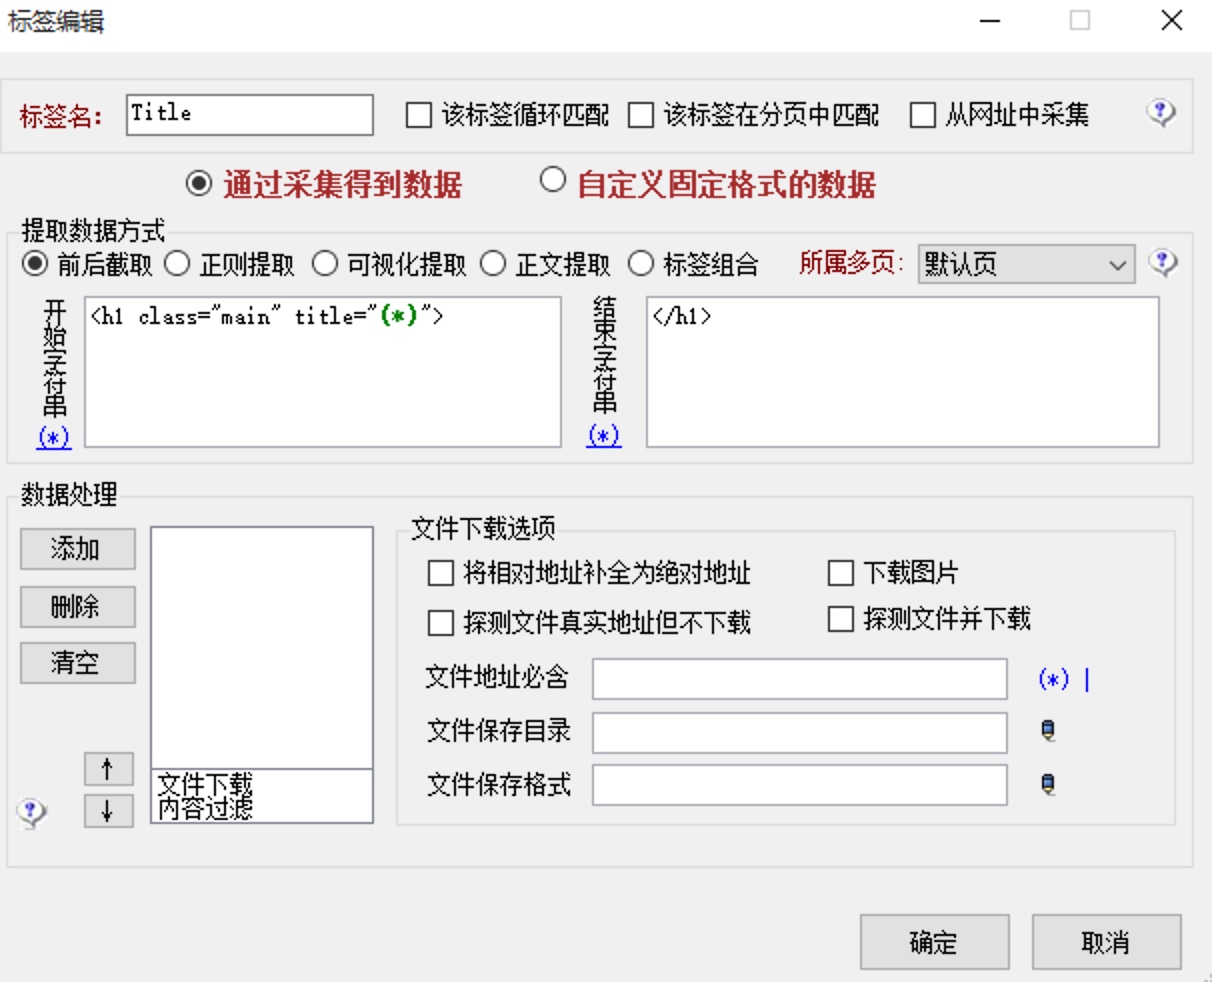 标签编辑
标签名: Title 该标签循环匹配 该标签在分页中匹配 从网址中采集
通过采集得到数据 自定义固定格式的数据
提取数据方式
前后截取 正则提取 可视化提取 正文提取 标签组合 所属多页: 默认页
开始字符串
(*)
<h1 class="main" title="(*)">
结束字符串
(*)
</h1>
数据处理
添加
删除
清空
↑
↓
文件下载
内容过滤
文件下载选项
将相对地址补全为绝对地址 下载图片
探测文件真实地址但不下载 探测文件并下载
文件地址必含 (*) |
文件保存目录
文件保存格式
确定 取消